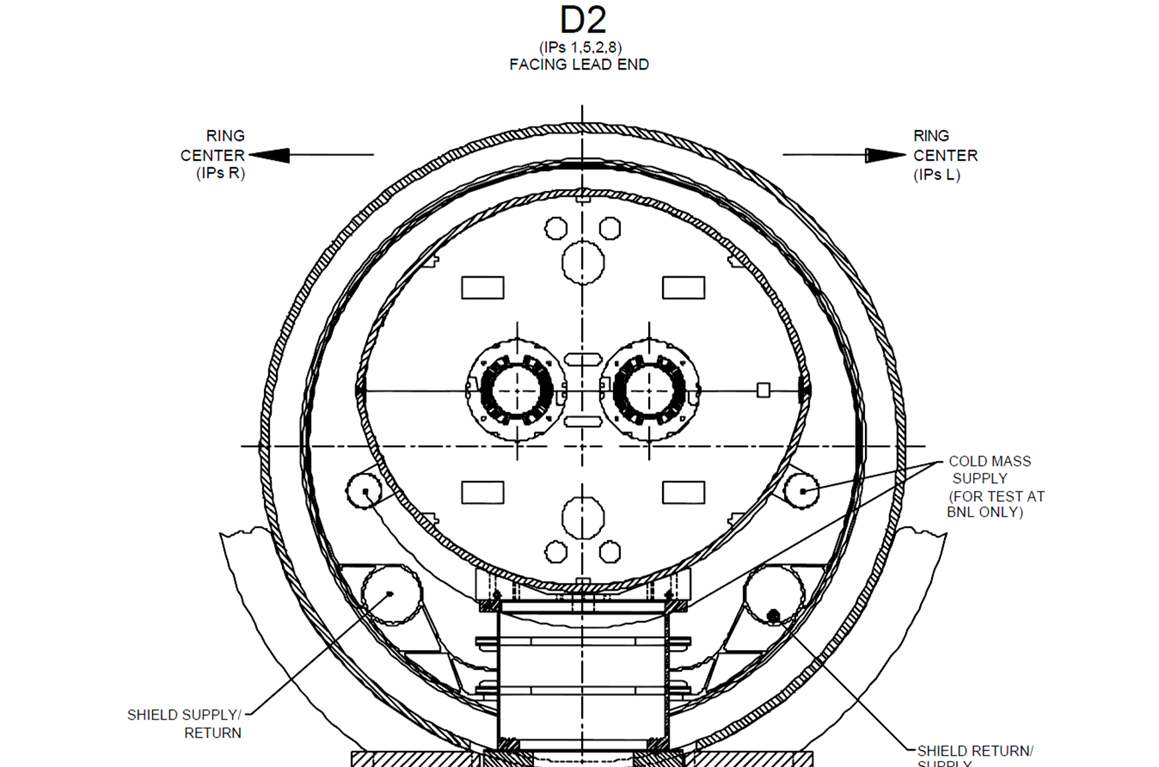 D2
(IPs 1,5,2,8)
FACING LEAD END
RING
CENTER
(IPs R)
RING
CENTER
(IPs L)
COLD MASS
SUPPLY
(FOR TEST AT
BNL ONLY)
SHIELD SUPPLY/
RETURN
SHIELD RETURN/
SUPPLY